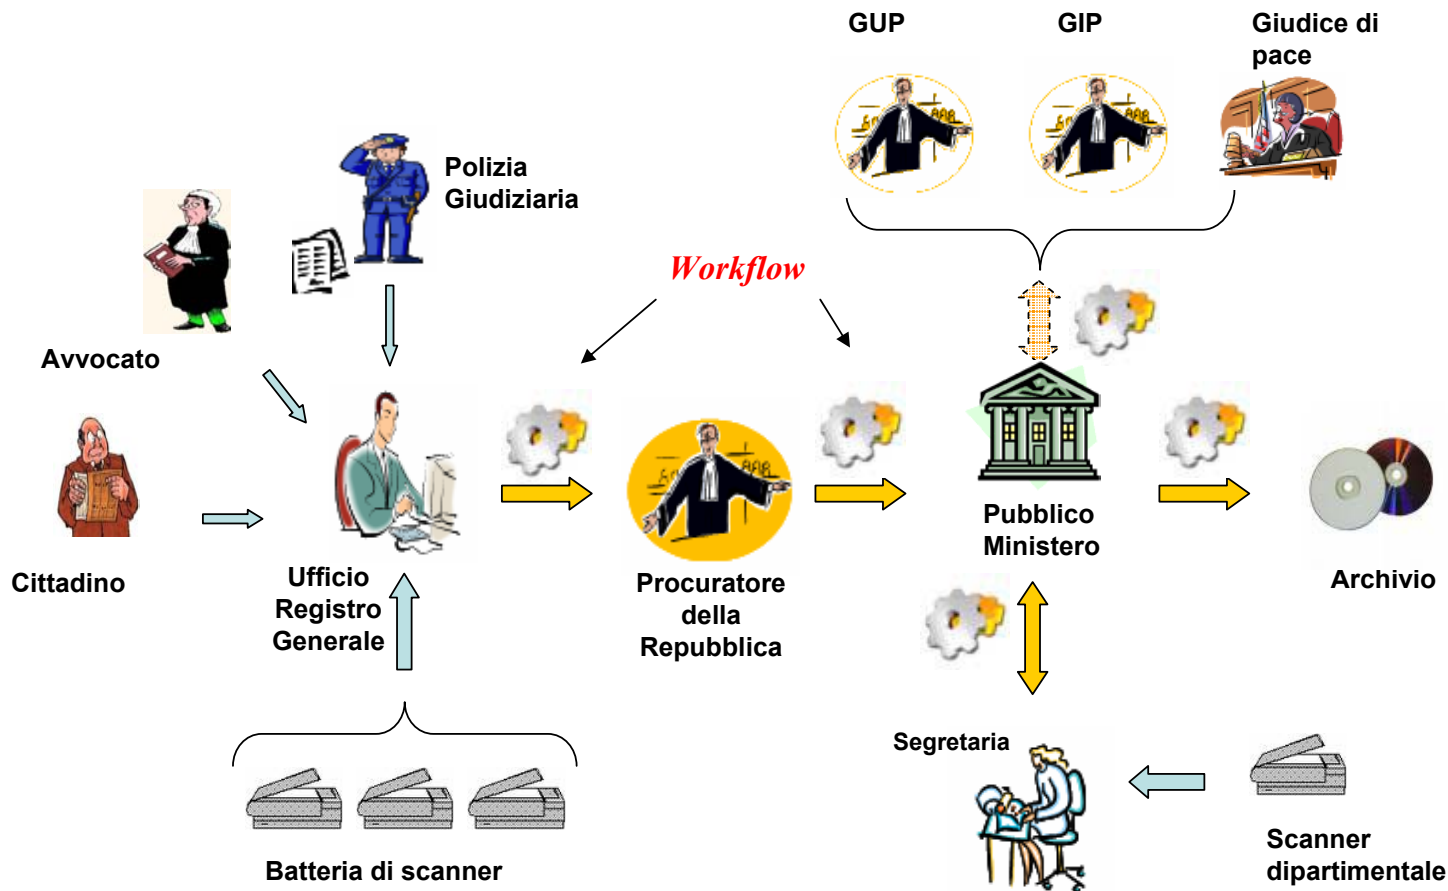 GUP
GIP
Giudice di
pace
Polizia
Giudiziaria
Workflow
Avvocato
Cittadino
Ufficio
Registro
Generale
Procuratore
della
Repubblica
Pubblico
Ministero
Archivio
Segretaria
Batteria di scanner
Scanner
dipartimentale